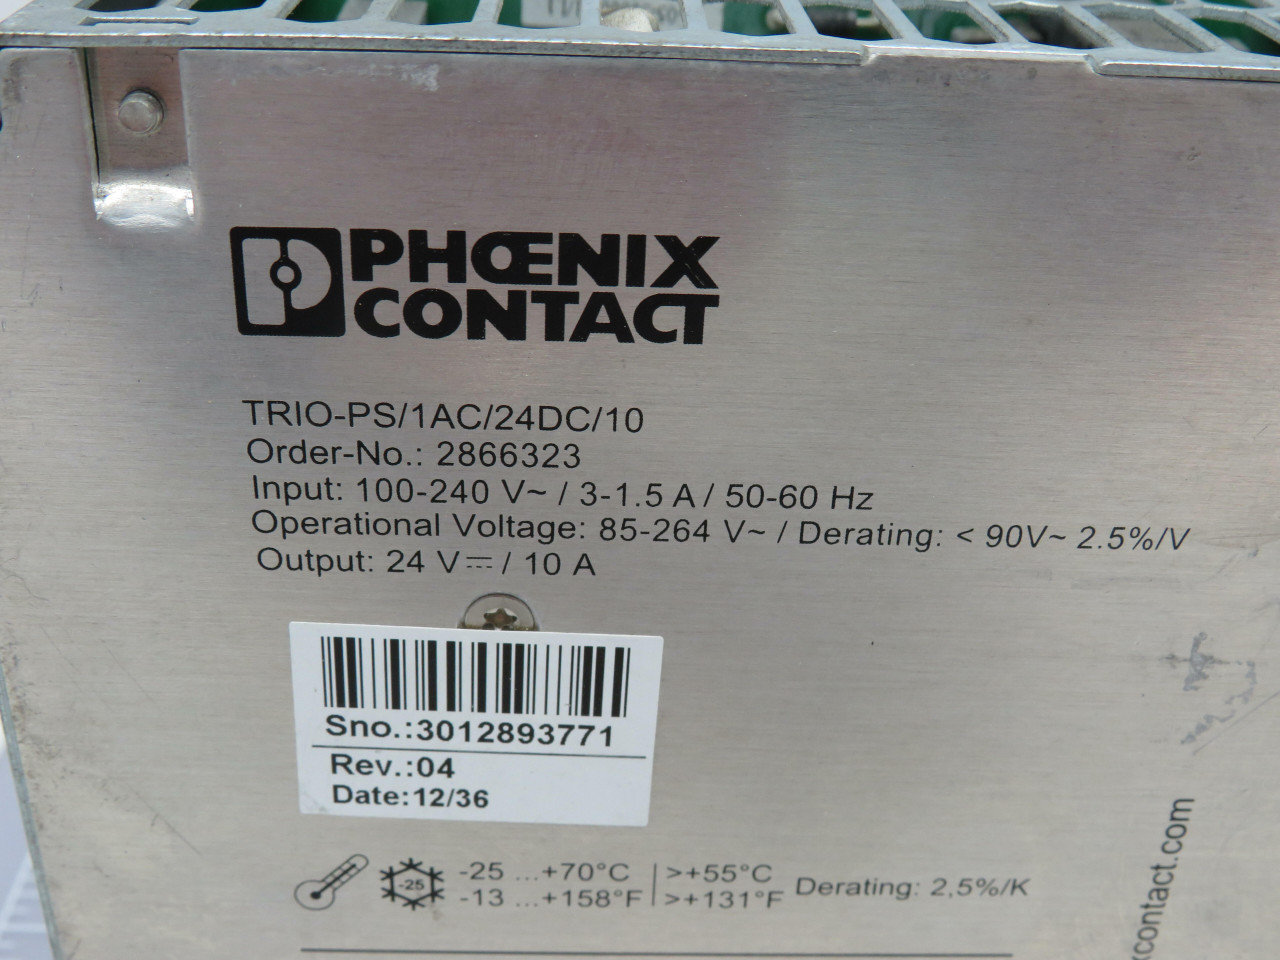 PHŒNIX
CONTACT
TRIO-PS/1AC/24DC/10
Order-No.: 2866323
Input: 100-240 V~ / 3-1.5 A / 50-60 Hz
Operational Voltage: 85-264 V~ / Derating: < 90V~ 2.5%/V
Output: 24 V⎓ / 10 A
Sno.:3012893771
Rev.:04
Date:12/36
-25 -25 ...+70°C | >+55°C Derating: 2,5%/K
-13 ...+158°F | >+131°F
xcontact.com